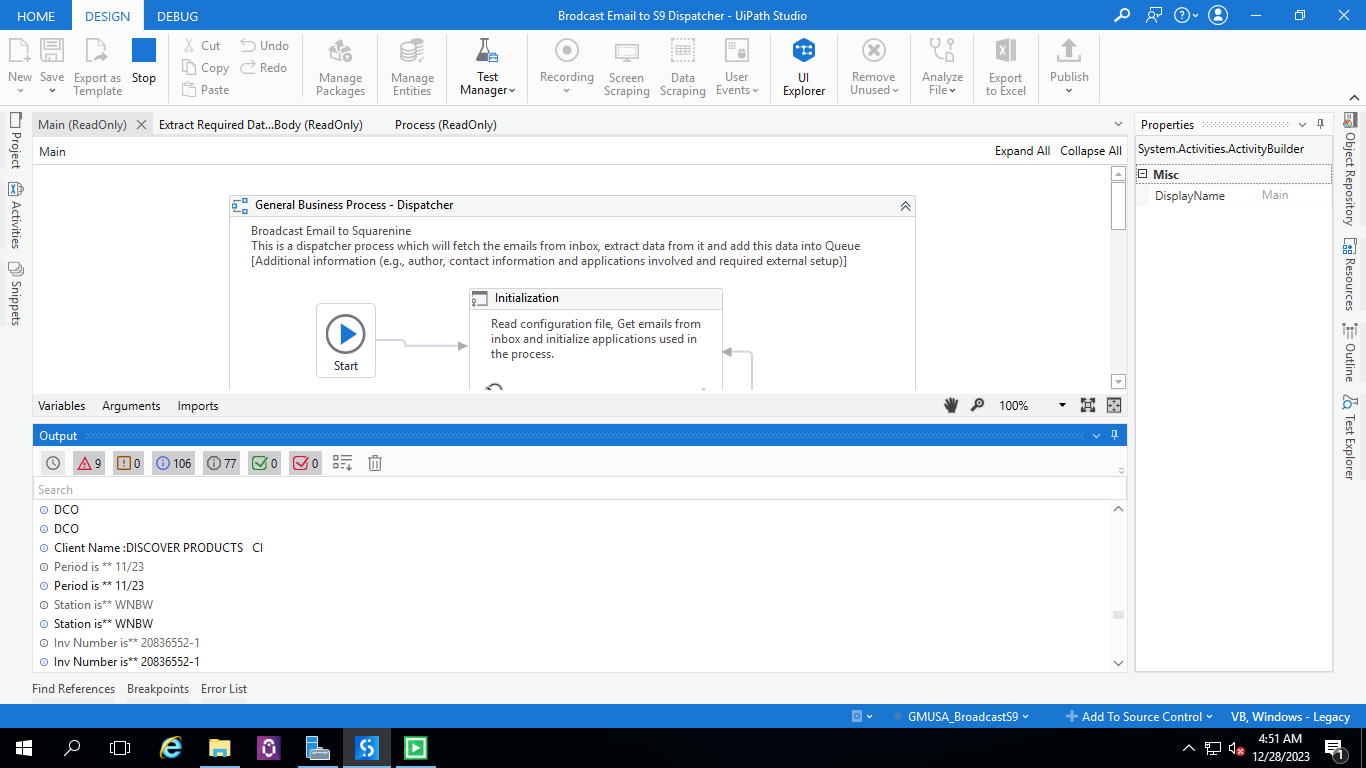 HOME DESIGN DEBUG Brodcast Email to S9 Dispatcher - UiPath Studio
New Save Export as Template Stop
Cut Undo
Copy Redo
Paste
Manage Packages Manage Entities Test Manager Recording Screen Scraping Data Scraping User Events UI Explorer Remove Unused Analyze File Export to Excel Publish
Main (ReadOnly) Extract Required Dat...Body (ReadOnly) Process (ReadOnly)
Main Expand All Collapse All
Project
Activities
Snippets
General Business Process - Dispatcher
Broadcast Email to Squarenine
This is a dispatcher process which will fetch the emails from inbox, extract data from it and add this data into Queue
[Additional information (e.g., author, contact information and applications involved and required external setup)]
Initialization
Read configuration file, Get emails from
inbox and initialize applications used in
the process.
Start
Variables Arguments Imports 100%
Output
9 0 106 77 0 0
Search
DCO
DCO
Client Name :DISCOVER PRODUCTS CI
Period is ** 11/23
Period is ** 11/23
Station is** WNBW
Station is** WNBW
Inv Number is** 20836552-1
Inv Number is** 20836552-1
Find References Breakpoints Error List
Properties
System.Activities.ActivityBuilder
Misc
DisplayName Main
Object Repository
Resources
Outline
Test Explorer
GMUSA_BroadcastS9 Add To Source Control VB, Windows - Legacy
4:51 AM
12/28/2023
1